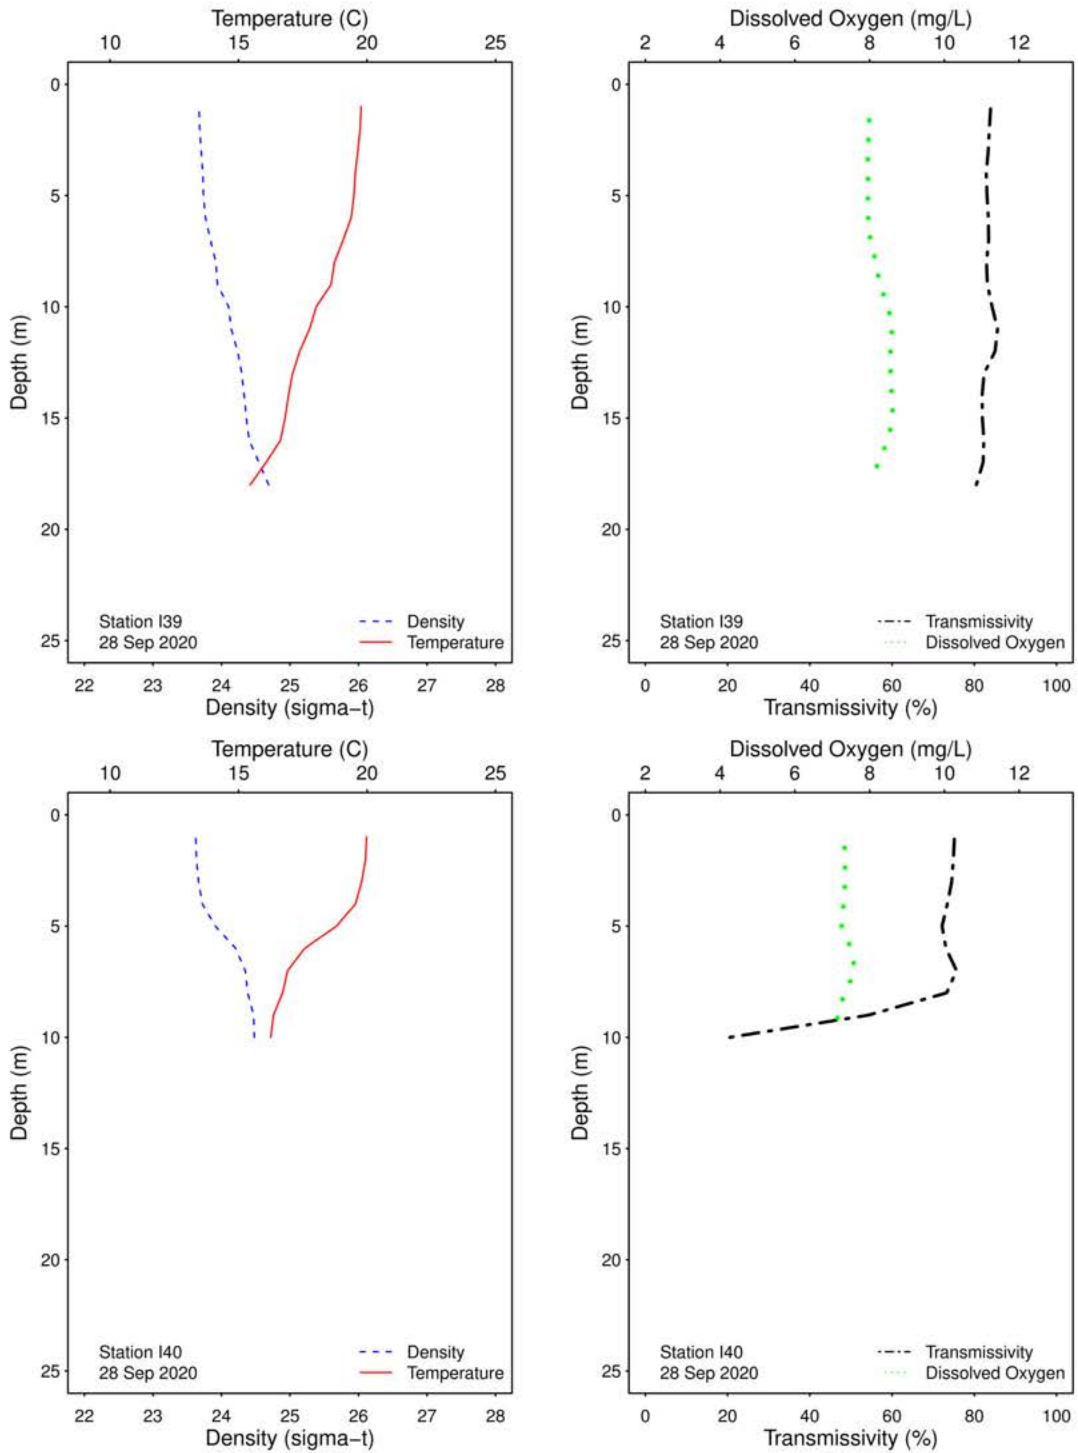 Temperature (C)
10 15 20 25
0
5
10
15
20
25
Depth (m)
Station I39
28 Sep 2020
Density
Temperature
22 23 24 25 26 27 28
Density (sigma−t)
Dissolved Oxygen (mg/L)
2 4 6 8 10 12
0
5
10
15
20
25
Depth (m)
Station I39
28 Sep 2020
Transmissivity
Dissolved Oxygen
0 20 40 60 80 100
Transmissivity (%)
Temperature (C)
10 15 20 25
0
5
10
15
20
25
Depth (m)
Station I40
28 Sep 2020
Density
Temperature
22 23 24 25 26 27 28
Density (sigma−t)
Dissolved Oxygen (mg/L)
2 4 6 8 10 12
0
5
10
15
20
25
Depth (m)
Station I40
28 Sep 2020
Transmissivity
Dissolved Oxygen
0 20 40 60 80 100
Transmissivity (%)